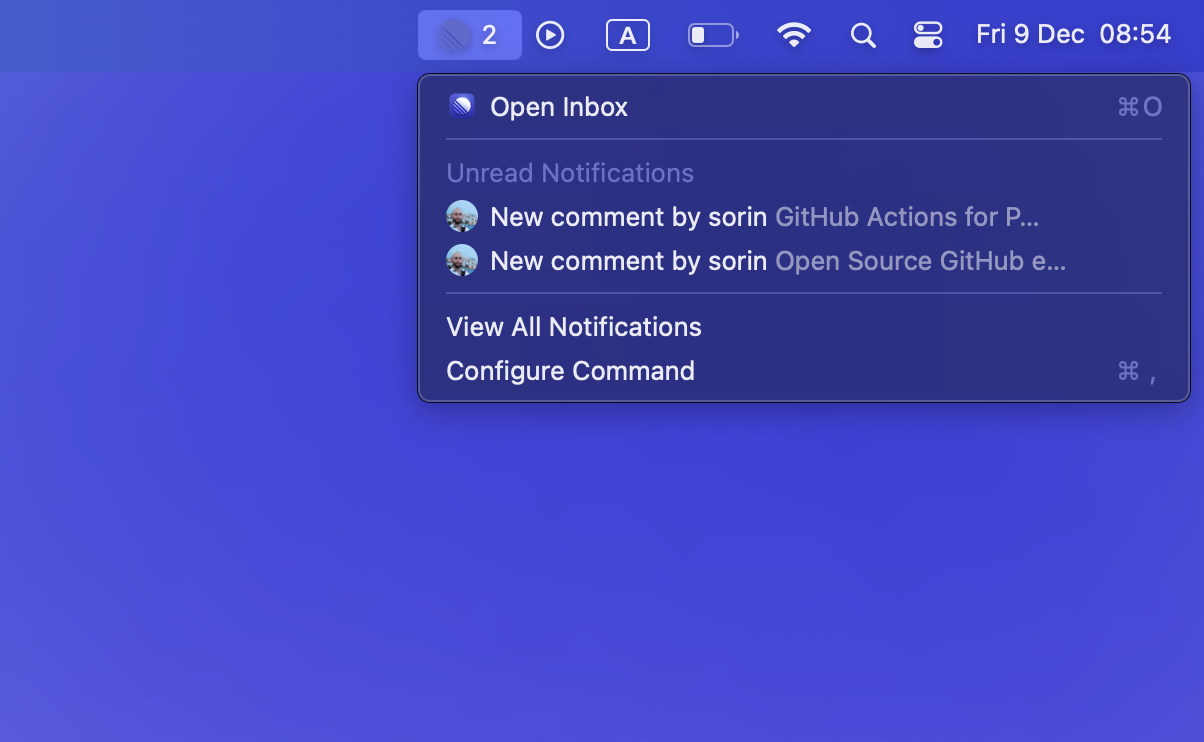 2 A Fri 9 Dec 08:54
Open Inbox ⌘O
Unread Notifications
New comment by sorin GitHub Actions for P...
New comment by sorin Open Source GitHub e...
View All Notifications
Configure Command ⌘ ,